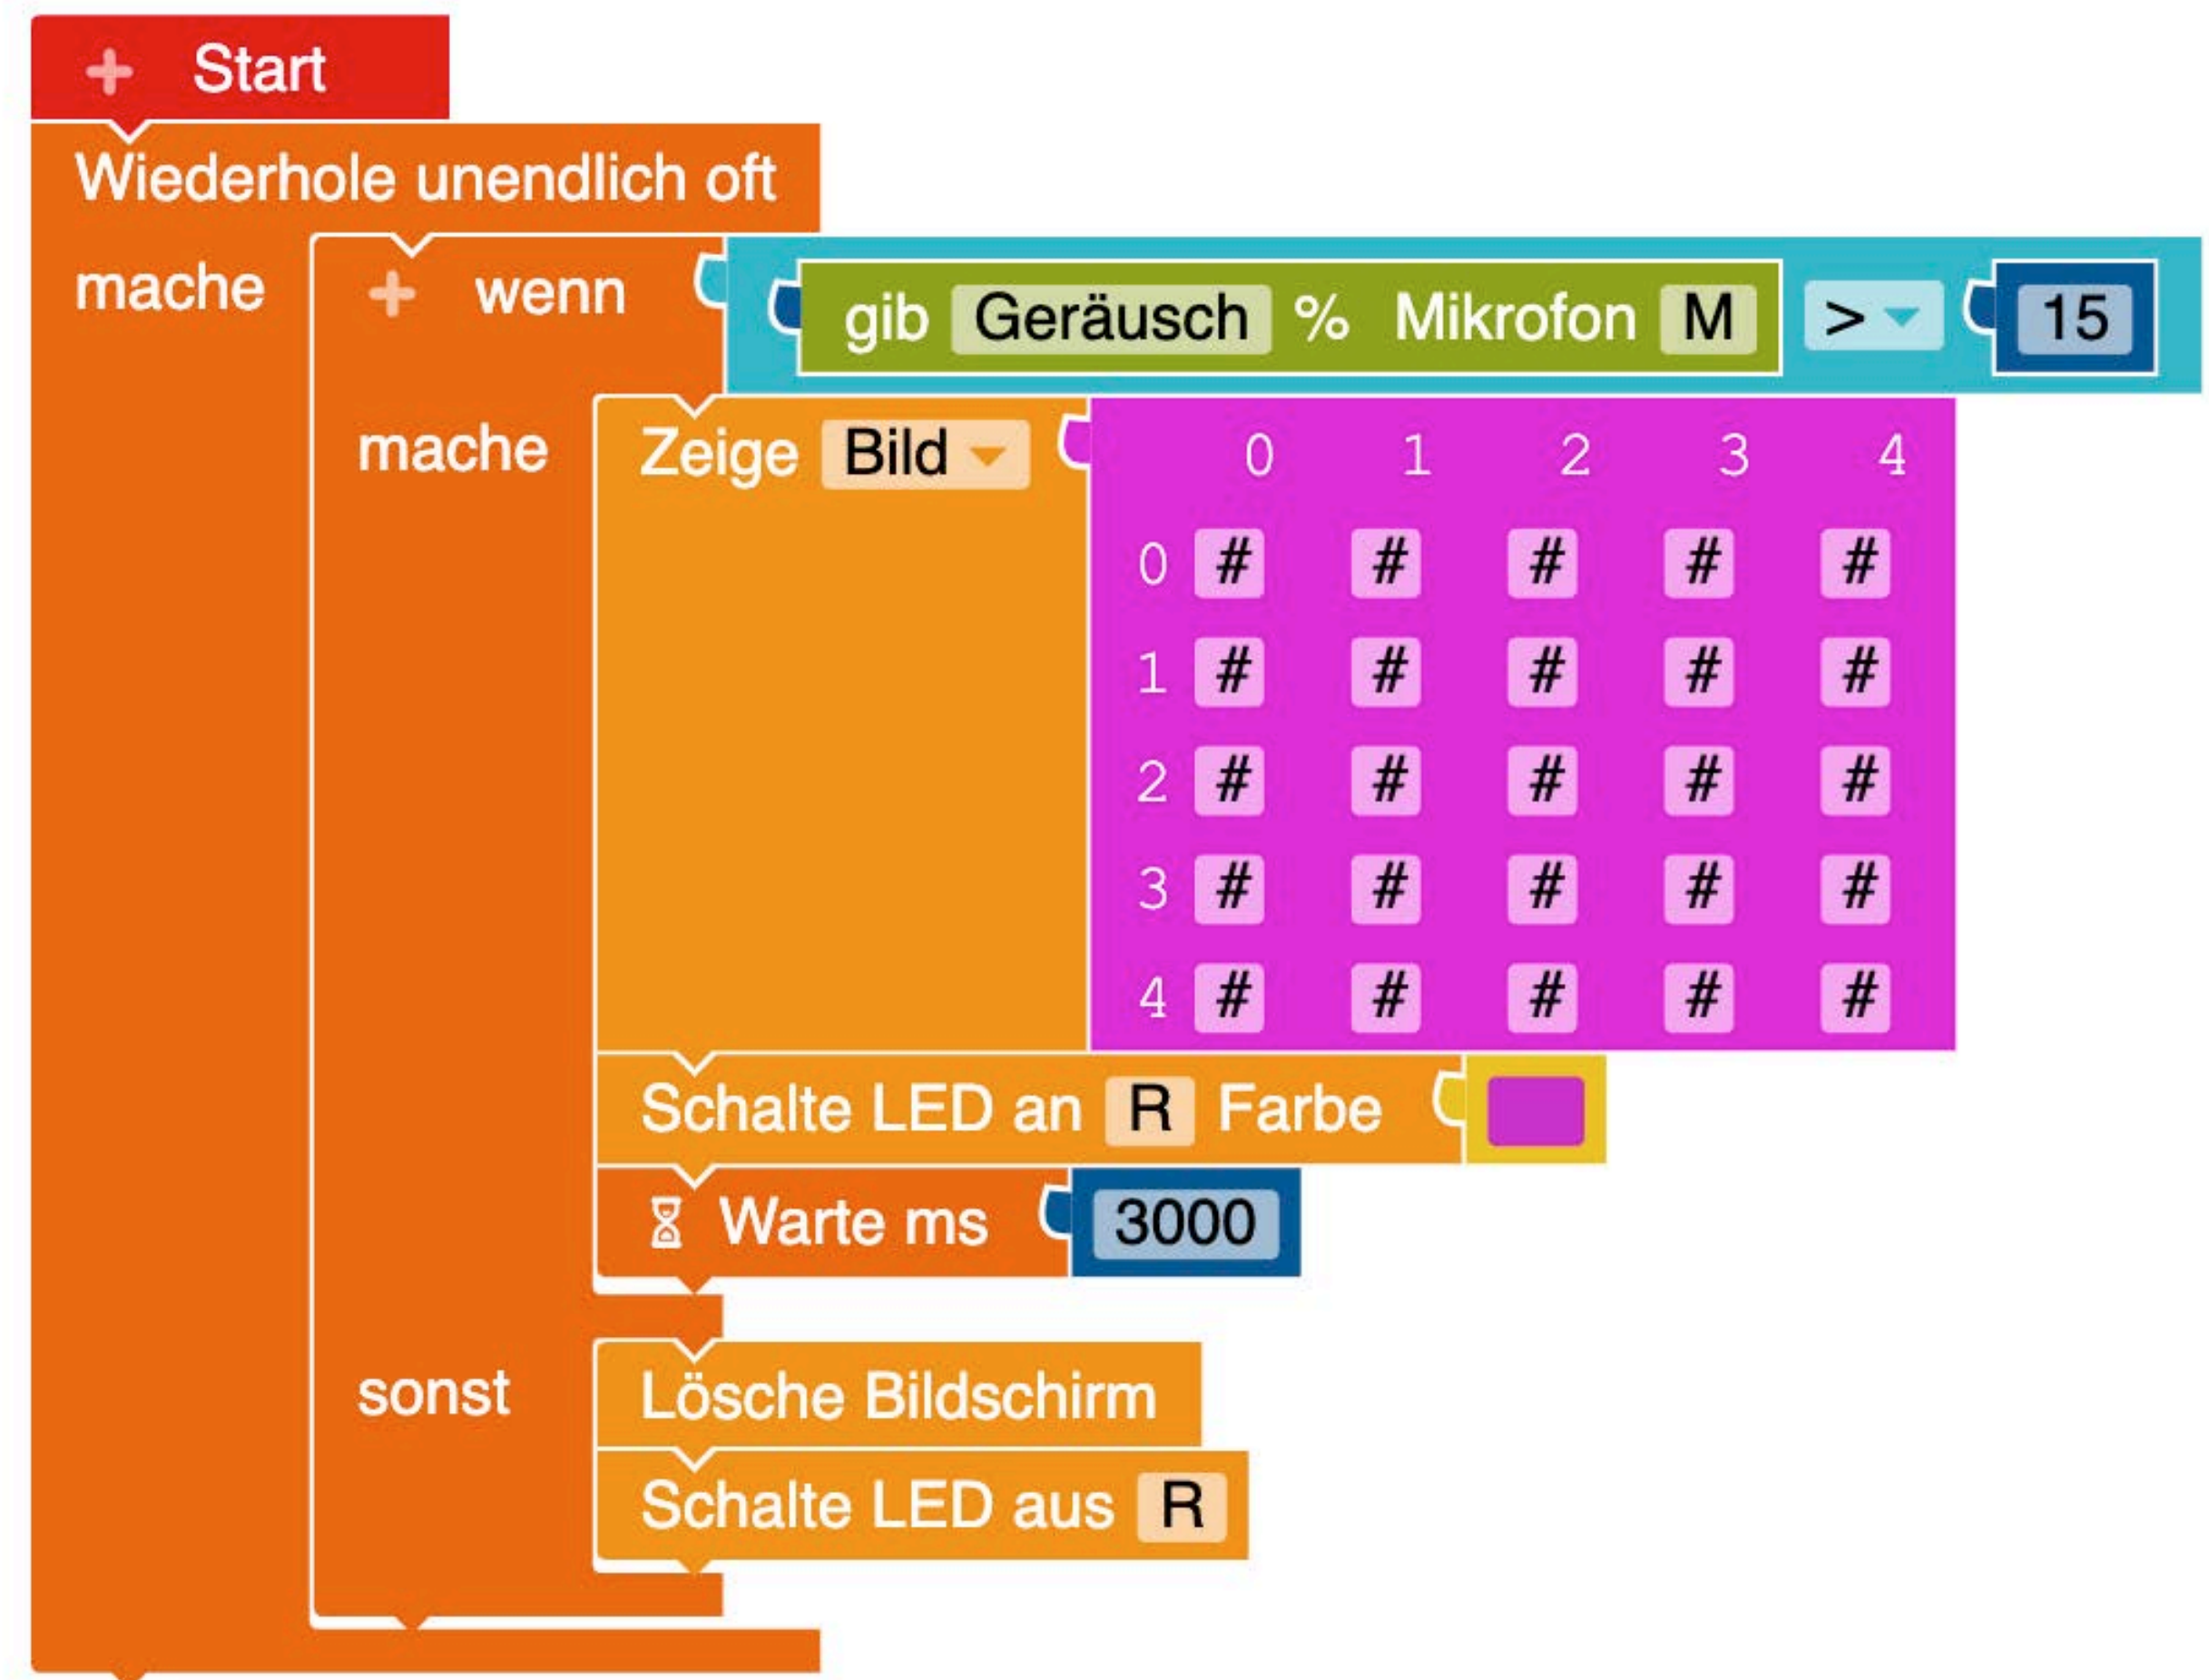 + Start
Wiederhole unendlich oft
mache + wenn gib Geräusch % Mikrofon M > 15
mache Zeige Bild 0 1 2 3 4
0 # # # # #
1 # # # # #
2 # # # # #
3 # # # # #
4 # # # # #
Schalte LED an R Farbe
Warte ms 3000
sonst Lösche Bildschirm
Schalte LED aus R